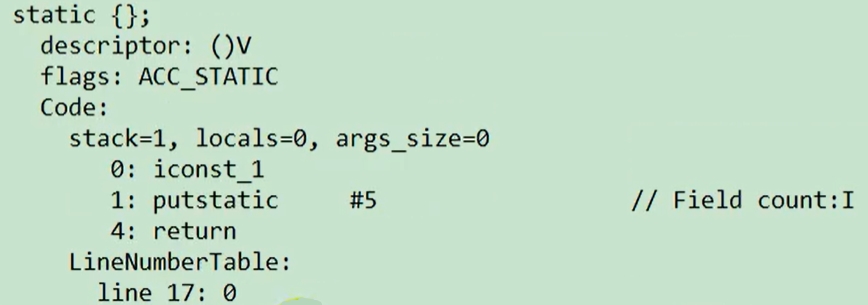 static {};
descriptor: ()V
flags: ACC_STATIC
Code:
stack=1, locals=0, args_size=0
0: iconst_1
1: putstatic #5 // Field count:I
4: return
LineNumberTable:
line 17: 0